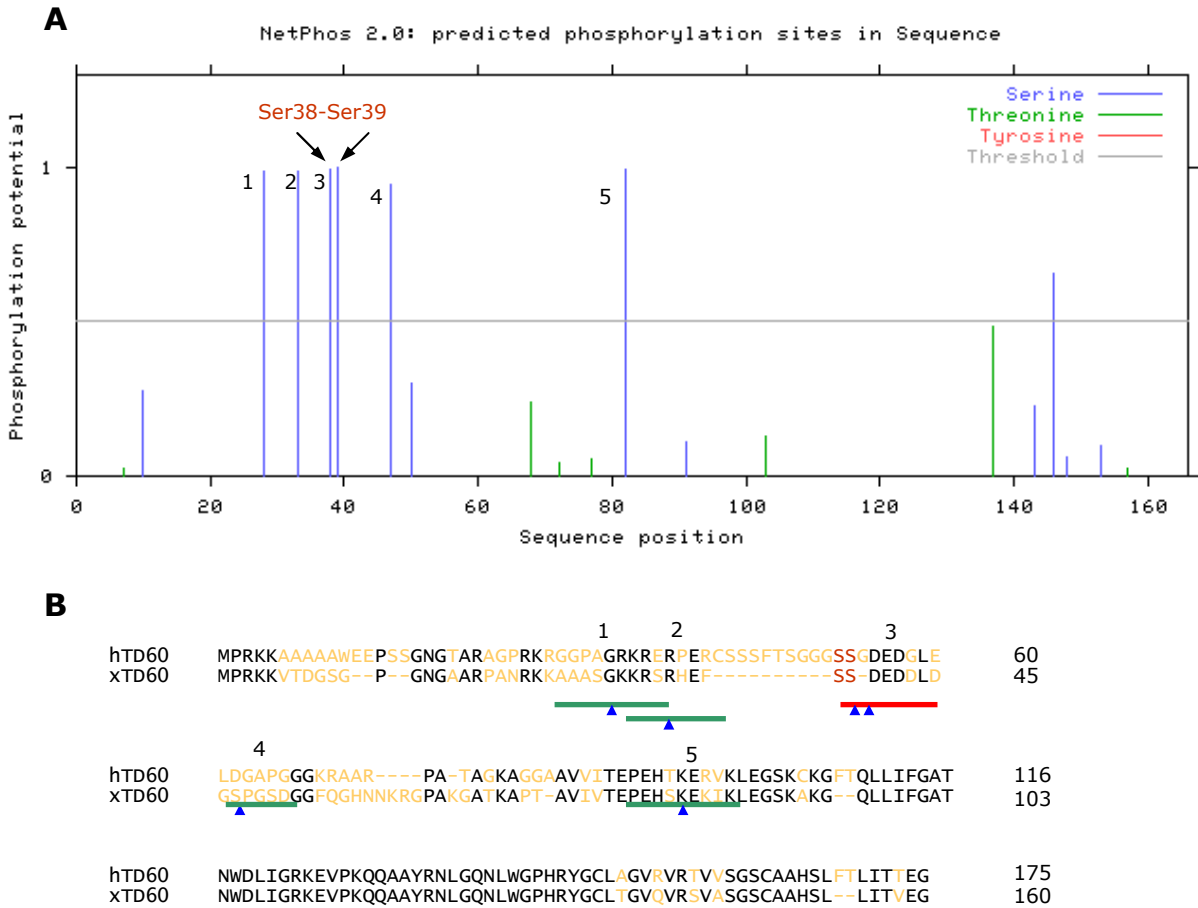 A
NetPhos 2.0: predicted phosphorylation sites in Sequence
Ser38-Ser39
Serine
Threonine
Tyrosine
Threshold
Phosphorylation potential
1
0
1
2
3
4
5
0 20 40 60 80 100 120 140 160
Sequence position
B
1 2 3
hTD60 MPRKKAAAAAWEEPSSGNGTARAGPRKRGGPAGRKRERPERCSSSFTSGGGSSGDEDGLE 60
xTD60 MPRKKVTDGSG--P--GNGAARPANRKKAAASGKKRSRHEF----------SS-DEDDLD 45
4 5
hTD60 LDGAPGGGKRAAR----PA-TAGKAGGAAVVITEPEHTKERVKLEGSKCKGFTQLLIFGAT 116
xTD60 GSPGSDGGFQGHNNKRGPAKGATKAPT-AVIVTEPEHSKEKIKLEGSKAKG--QLLIFGAT 103
hTD60 NWDLIGRKEVPKQQAAYRNLGQNLWGPHRYGCLAGVRVRTVVSGSCAAHSLFTLITTEG 175
xTD60 NWDLIGRKEVPKQQAAYRNLGQNLWGPHRYGCLTGVQVRSVASGSCAAHSL--LITVEG 160